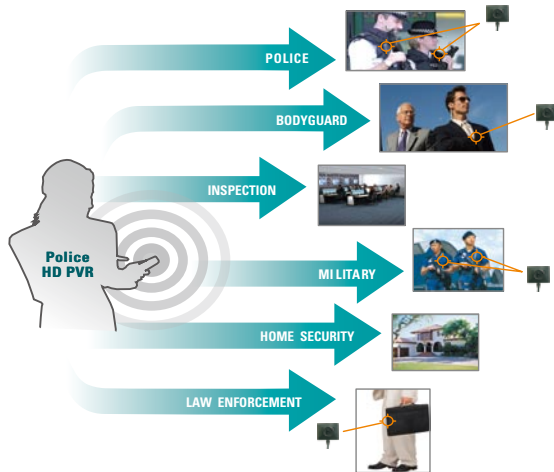 POLICE
BODYGUARD
INSPECTION
Police
HD PVR
MILITARY
HOME SECURITY
LAW ENFORCEMENT